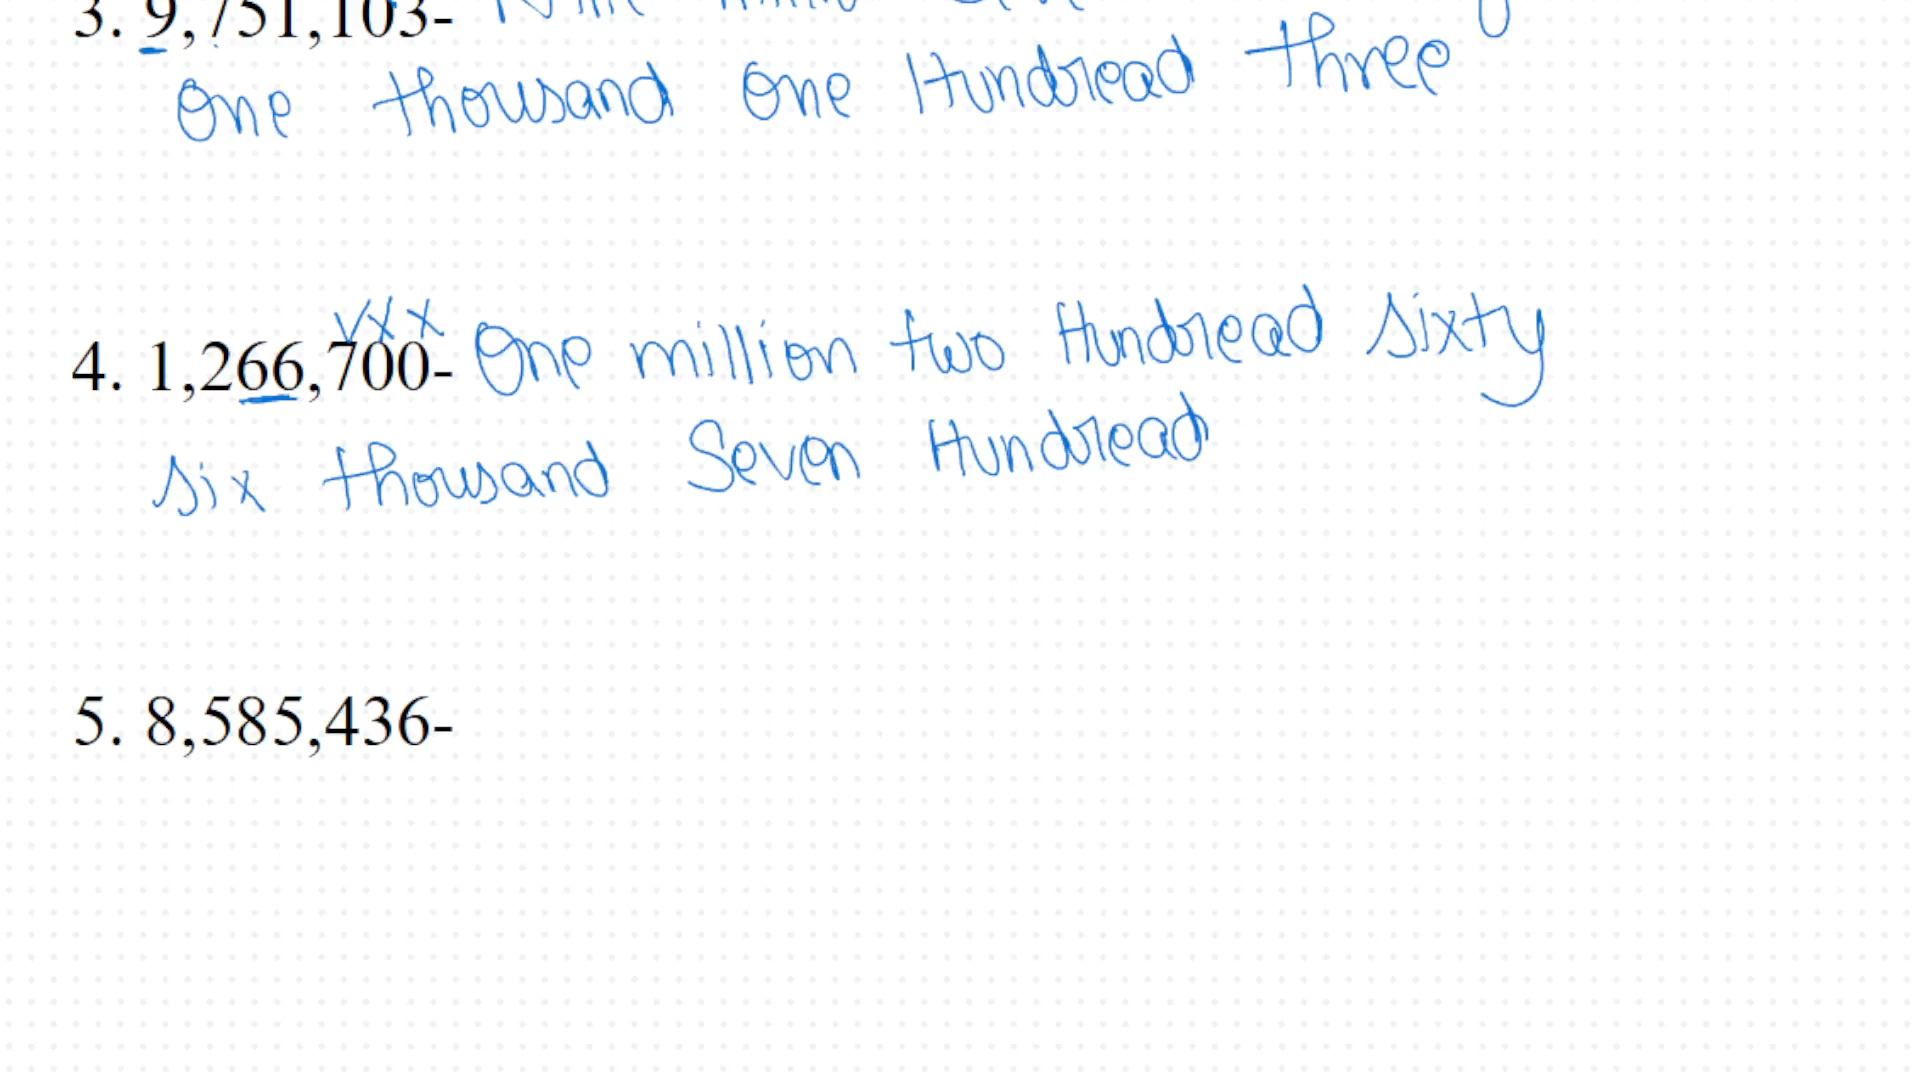 3. 9,751,103-
One thousand One Hundread three
4. 1,266,700- One million two Hundread sixty
six thousand Seven Hundread
5. 8,585,436-